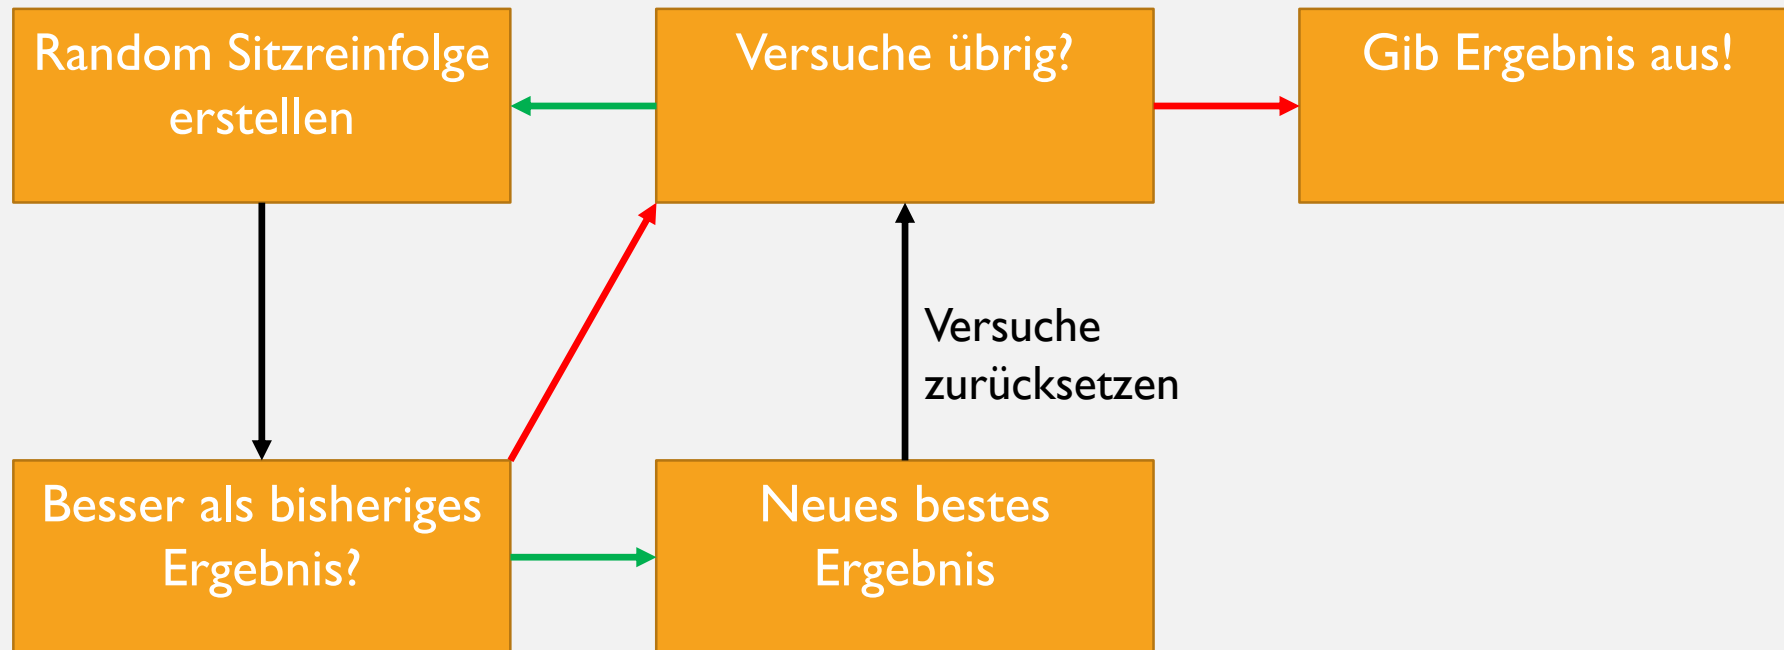 Random Sitzreinfolge
erstellen
Versuche übrig?
Gib Ergebnis aus!
Versuche
zurücksetzen
Besser als bisheriges
Ergebnis?
Neues bestes
Ergebnis